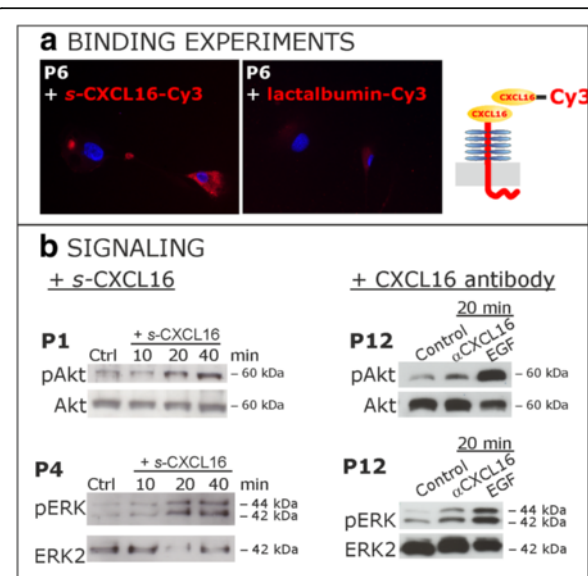 a BINDING EXPERIMENTS
P6
+ s-CXCL16-Cy3
P6
+ lactalbumin-Cy3
CXCL16–Cy3
CXCL16
b SIGNALING
+ s-CXCL16
P1
+ s-CXCL16
Ctrl 10 20 40 min
pAkt – 60 kDa
Akt – 60 kDa
P4
+ s-CXCL16
Ctrl 10 20 40 min
pERK – 44 kDa
– 42 kDa
ERK2 – 42 kDa
+ CXCL16 antibody
20 min
P12 Control αCXCL16 EGF
pAkt – 60 kDa
Akt – 60 kDa
20 min
P12 Control αCXCL16 EGF
pERK – 44 kDa
– 42 kDa
ERK2 – 42 kDa